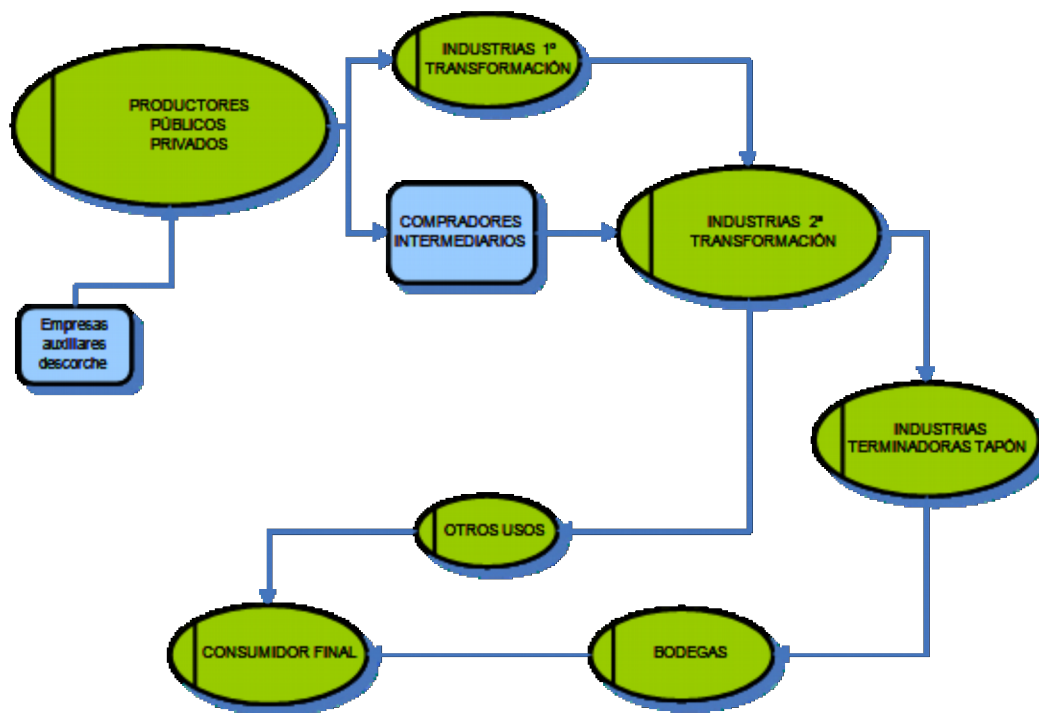 INDUSTRIAS 1º
TRANSFORMACIÓN
PRODUCTORES
PÚBLICOS
PRIVADOS
COMPRADORES
INTERMEDIARIOS
INDUSTRIAS 2ª
TRANSFORMACIÓN
Empresas
auxiliares
descorche
INDUSTRIAS
TERMINADORAS TAPÓN
OTROS USOS
CONSUMIDOR FINAL
BODEGAS